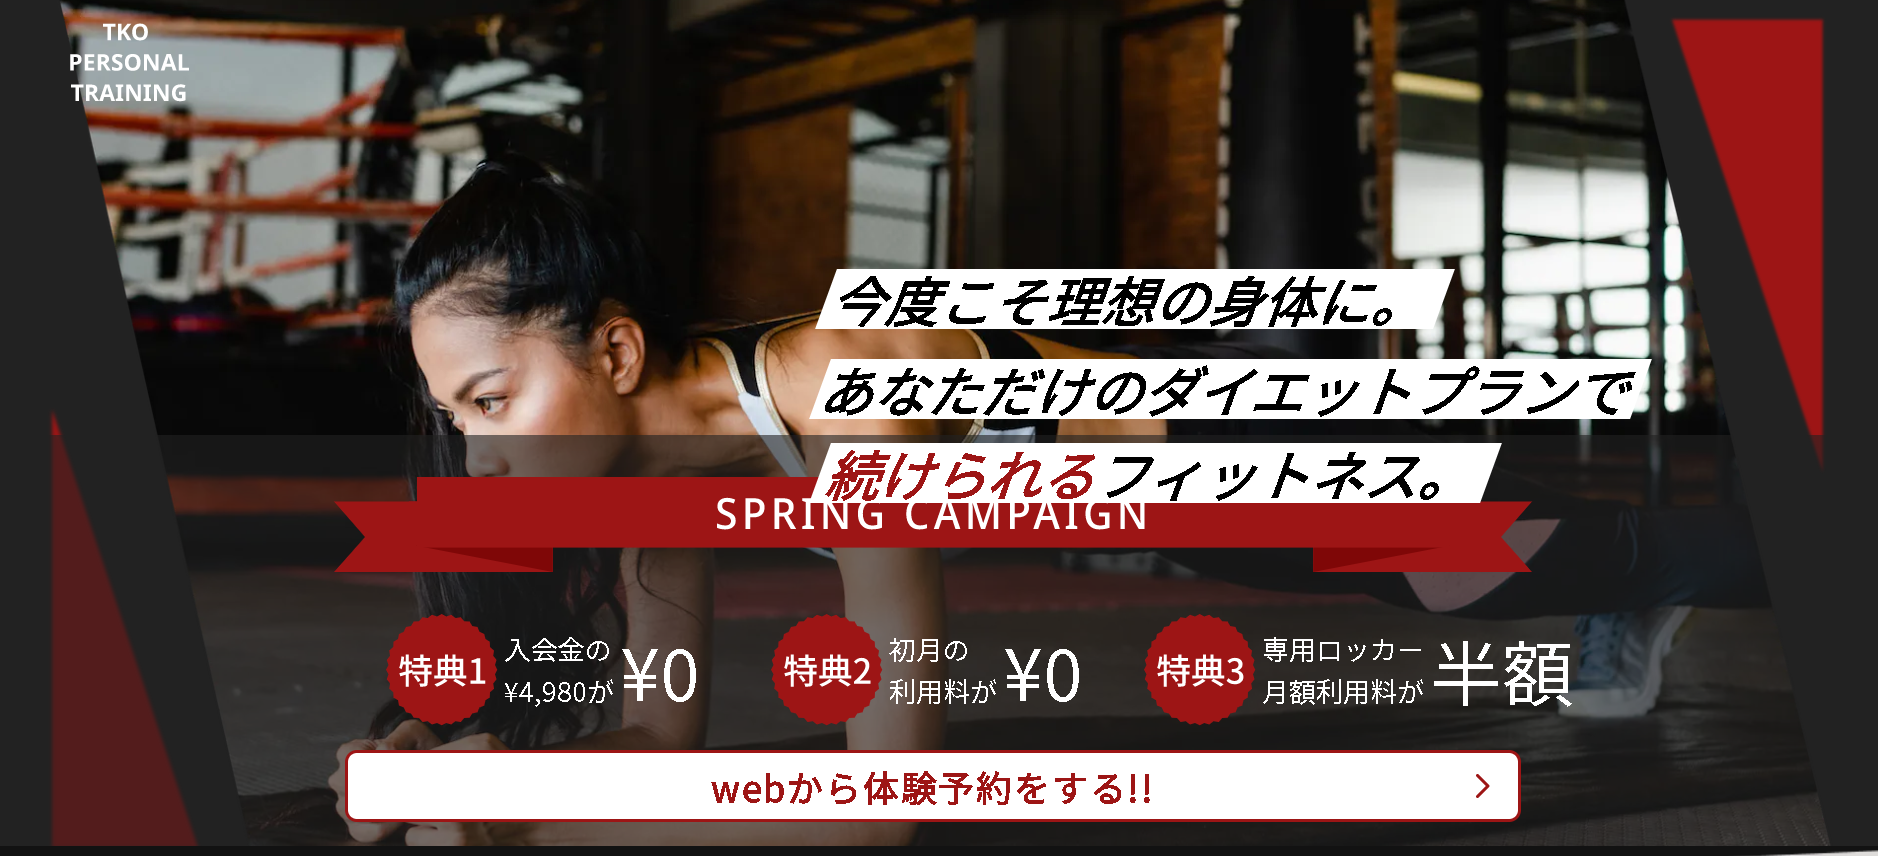 TKO
PERSONAL
TRAINING
今度こそ理想の身体に。
あなただけのダイエットプランで
続けられるフィットネス。
SPRING CAMPAIGN
特典1
入会金の
¥4,980が
¥0
特典2
初月の
利用料が
¥0
特典3
専用ロッカー
月額利用料が
半額
webから体験予約をする!!